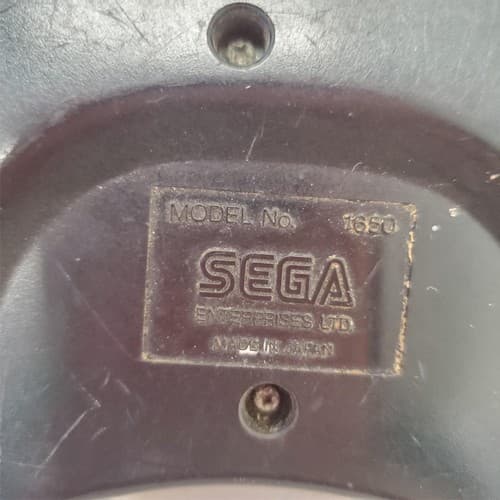 MODEL No. 1650
SEGA
ENTERPRISES LTD.
MADE IN JAPAN